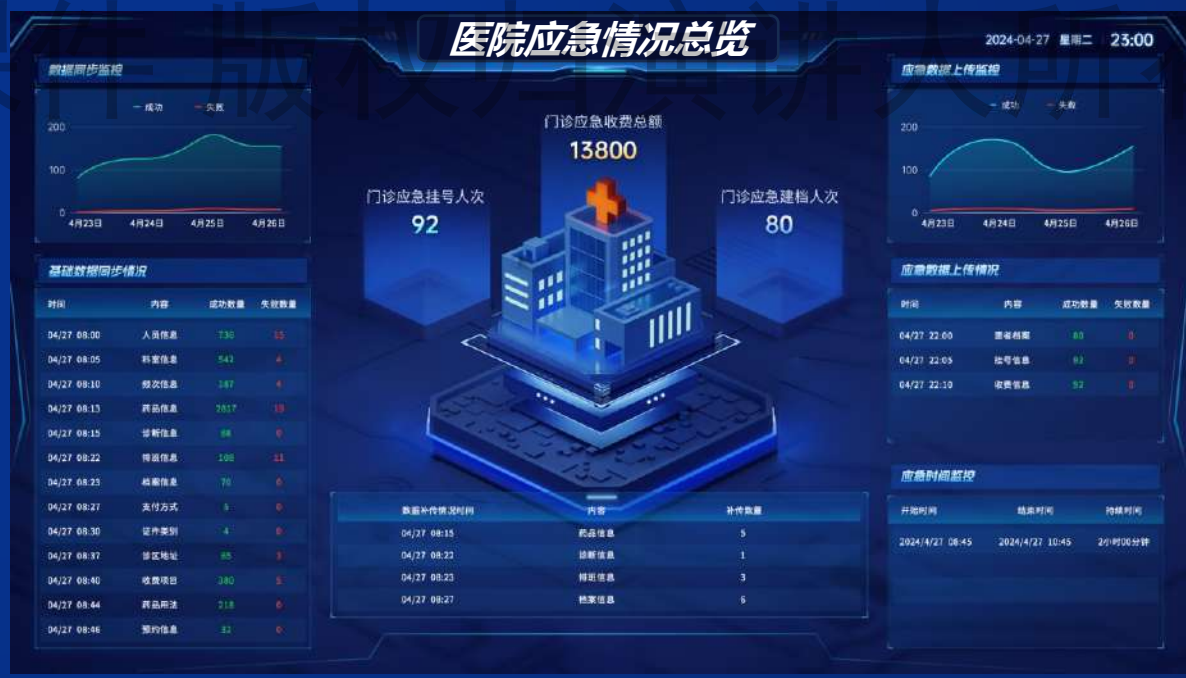 医院应急情况总览
2024-04-27 星期二 23:00
数据同步监控
成功 失败
200
100
0
4月23日 4月24日 4月25日 4月26日
基础数据同步情况
时间 内容 成功数量 失败数量
04/27 08:00 人员信息 736 15
04/27 08:05 科室信息 542 4
04/27 08:10 频次信息 287 4
04/27 08:13 药品信息 2817 19
04/27 08:15 诊断信息 68 0
04/27 08:22 排班信息 108 11
04/27 08:23 档案信息 70 0
04/27 08:27 支付方式 0
04/27 08:30 证件类别 4 0
04/27 08:37 诊区地址 65 3
04/27 08:40 收费项目 380 5
04/27 08:44 药品用法 218 0
04/27 08:46 预约信息 82 0
门诊应急收费总额
13800
门诊应急挂号人次
92
门诊应急建档人次
80
数据补传情况时间 内容 补传数量
04/27 08:15 药品信息 5
04/27 08:22 诊断信息 1
04/27 08:23 排班信息 3
04/27 08:27 档案信息 6
应急数据上传监控
成功 失败
200
100
0
4月23日 4月24日 4月25日 4月26日
应急数据上传情况
时间 内容 成功数量 失败数量
04/27 22:00 患者档案 80 0
04/27 22:05 挂号信息 92 0
04/27 22:10 收费信息 92 0
应急时间监控
开始时间 结束时间 持续时间
2024/4/27 08:45 2024/4/27 10:45 2小时00分钟
件 版权归演讲人所有